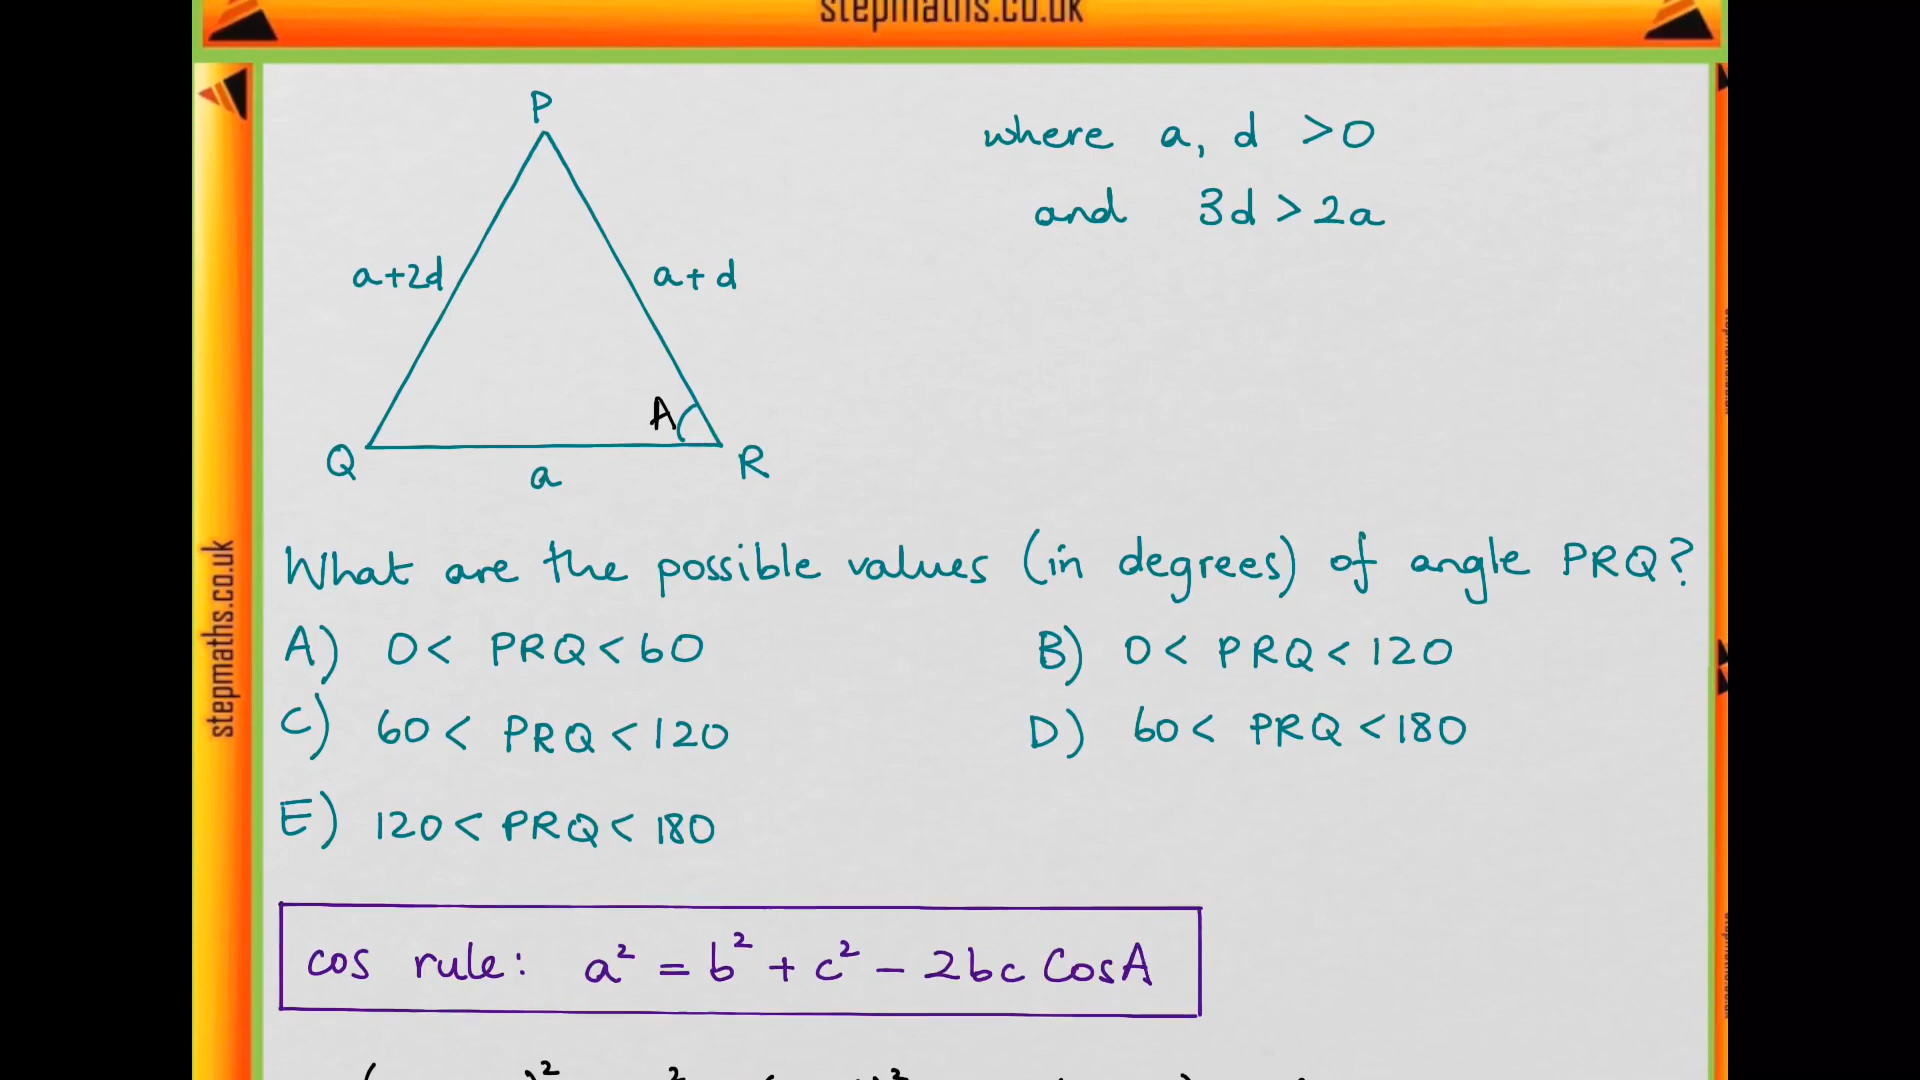 stepmaths.co.uk
P
where a, d > 0
and 3d > 2a
a+2d
a+d
A
Q
R
a
What are the possible values (in degrees) of angle PRQ?
A) 0 < PRQ < 60
B) 0 < PRQ < 120
C) 60 < PRQ < 120
D) 60 < PRQ < 180
E) 120 < PRQ < 180
cos rule: a² = b² + c² - 2bc CosA
stepmaths.co.uk